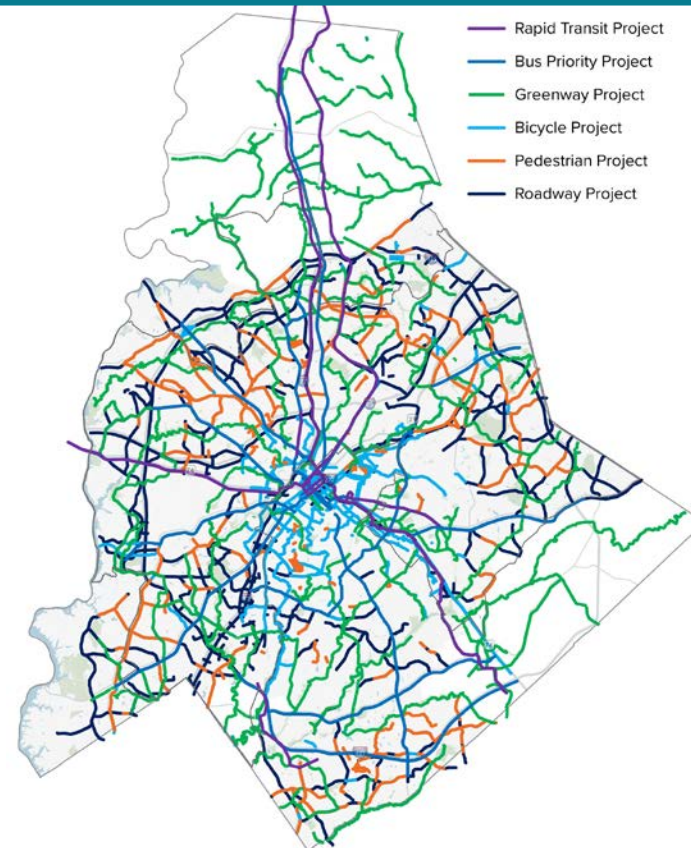 Rapid Transit Project
Bus Priority Project
Greenway Project
Bicycle Project
Pedestrian Project
Roadway Project